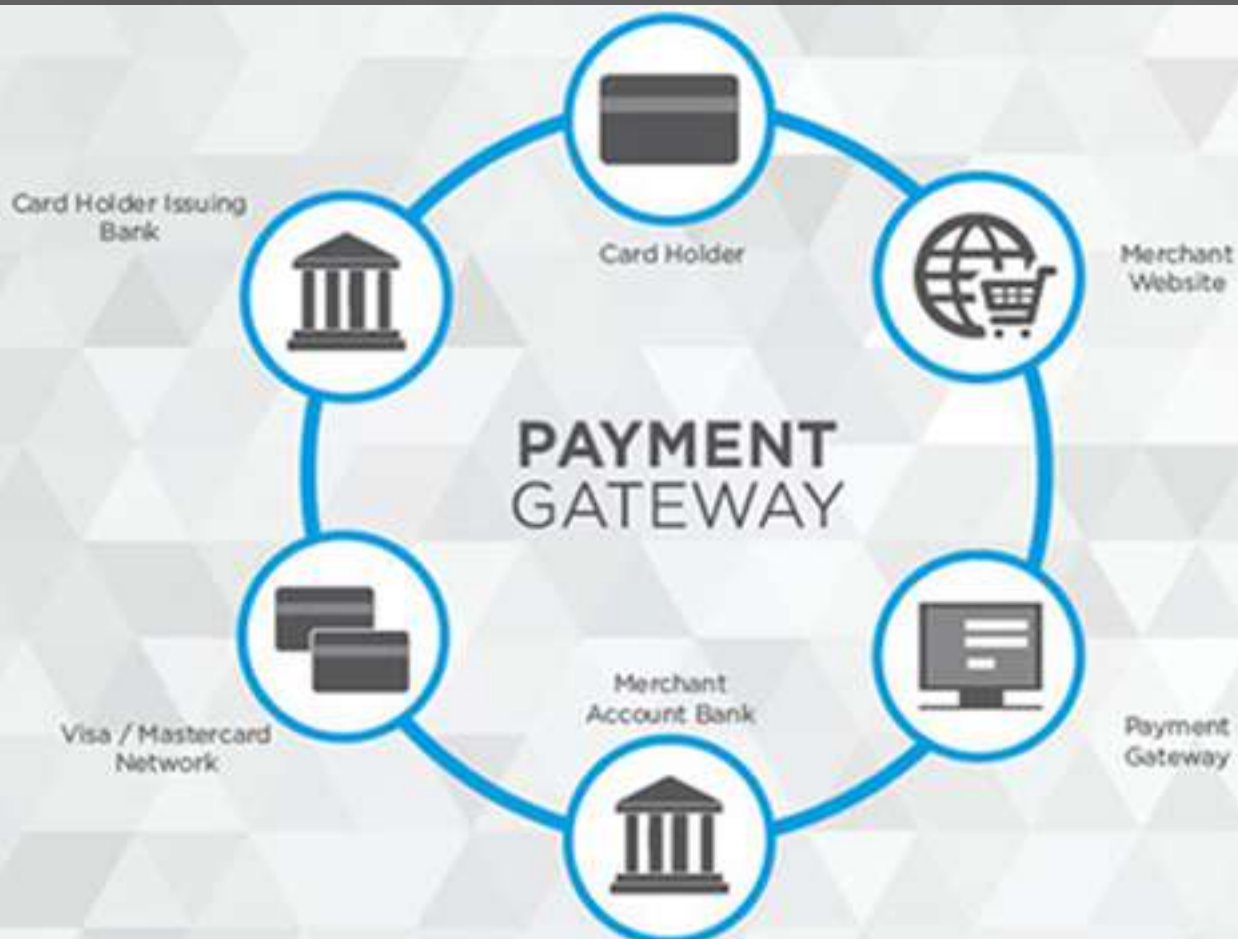 Card Holder Issuing
Bank
Card Holder
Merchant
Website
PAYMENT
GATEWAY
Merchant
Account Bank
Visa / Mastercard
Network
Payment
Gateway